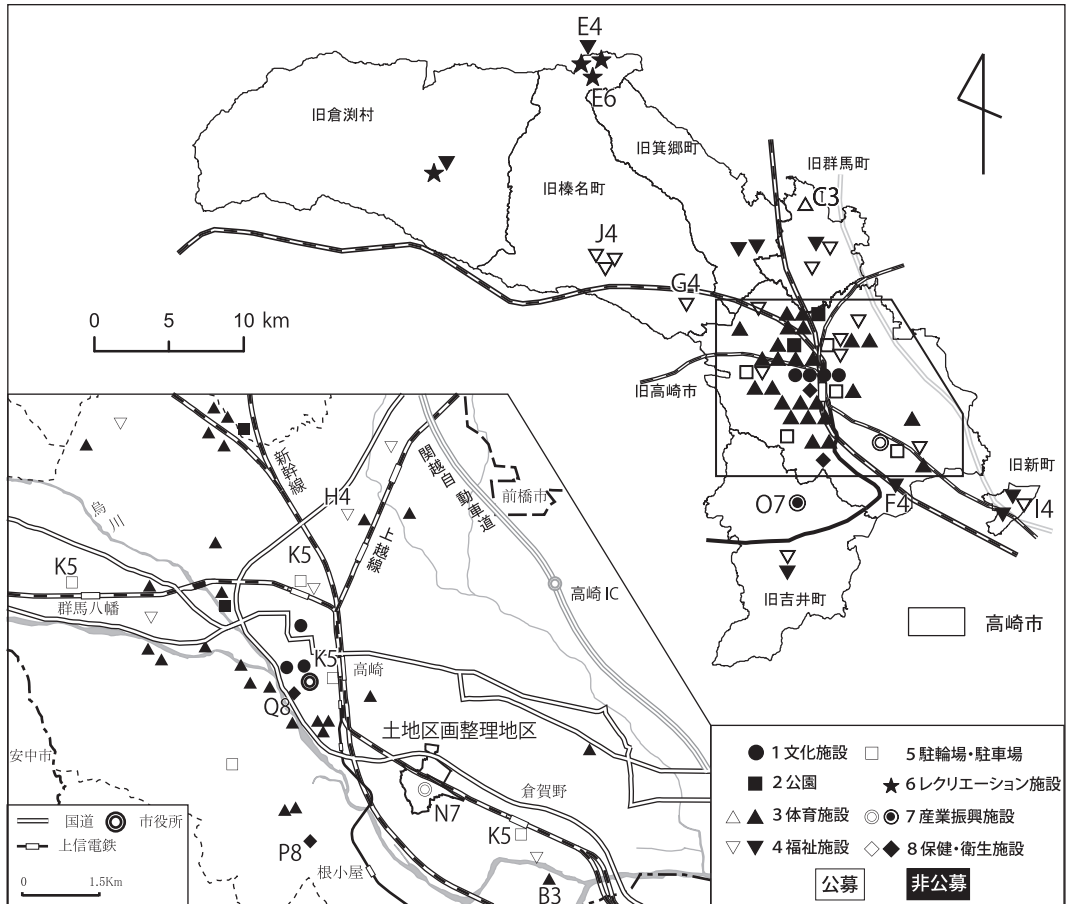 E4
E6
旧倉渕村
旧箕郷町
旧群馬町
旧榛名町
C3
J4
G4
0 5 10 km
旧高崎市
旧新町
F4
I4
O7
旧吉井町
高崎市
新幹線
関越自動車道
前橋市
烏川
H4
上越線
K5
K5
群馬八幡
高崎IC
K5
高崎
Q8
土地区画整理地区
安中市
倉賀野
N7
K5
P8
根小屋
B3
国道 市役所
上信電鉄
0 1.5Km
1 文化施設 5 駐輪場・駐車場
2 公園 6 レクリエーション施設
3 体育施設 7 産業振興施設
4 福祉施設 8 保健・衛生施設
公募 非公募